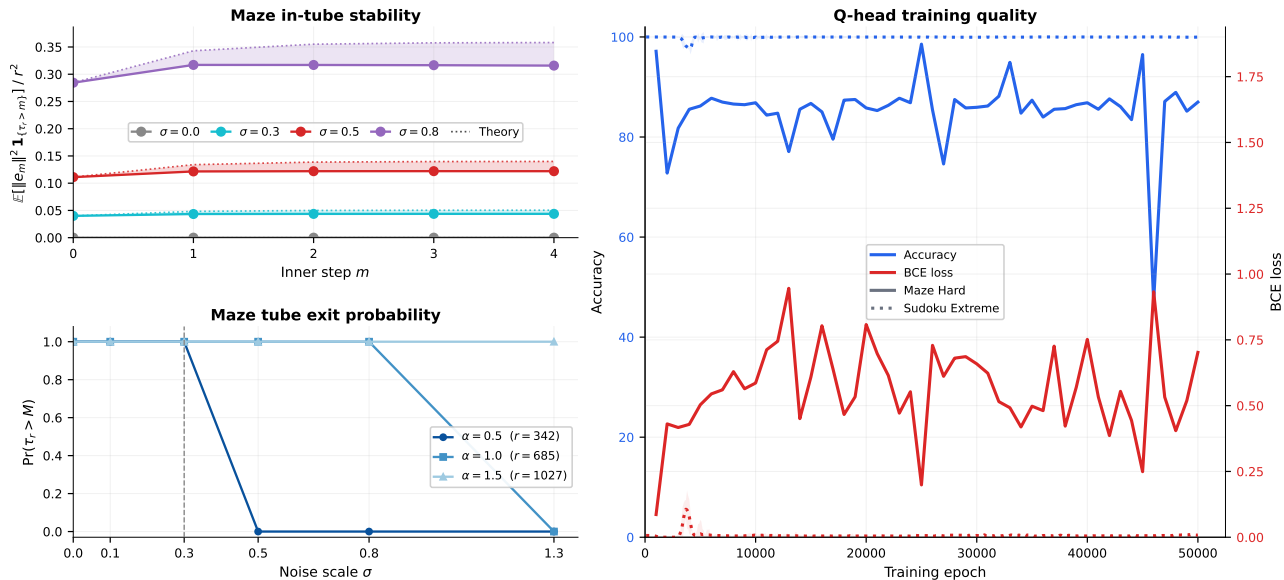 Maze in-tube stability
𝔼[‖e_m‖² 𝟏_{τ_r>m}] / r²
0.35
0.30
0.25
0.20
0.15
0.10
0.05
0.00
σ = 0.0
σ = 0.3
σ = 0.5
σ = 0.8
Theory
0 1 2 3 4
Inner step m
Maze tube exit probability
Pr(τ_r > M)
1.0
0.8
0.6
0.4
0.2
0.0
α = 0.5 (r = 342)
α = 1.0 (r = 685)
α = 1.5 (r = 1027)
0.0 0.1 0.3 0.5 0.8 1.3
Noise scale σ
Q-head training quality
Accuracy
100
80
60
40
20
0
Accuracy
BCE loss
Maze Hard
Sudoku Extreme
1.75
1.50
1.25
1.00
0.75
0.50
0.25
0.00
BCE loss
0 10000 20000 30000 40000 50000
Training epoch